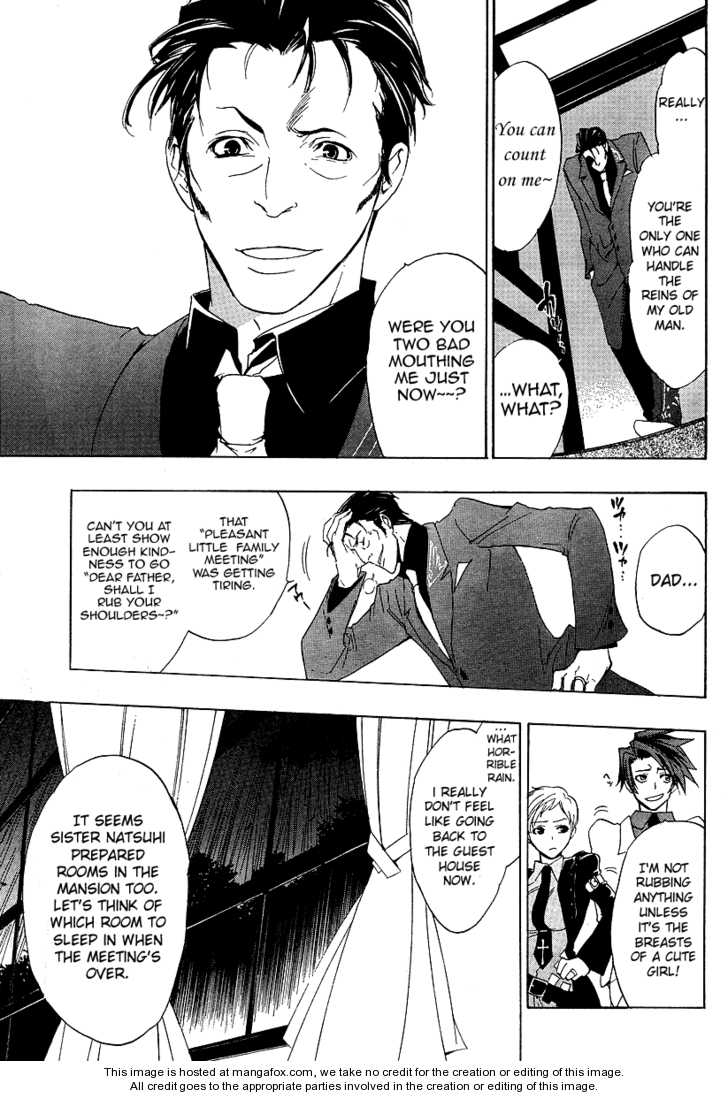 REALLY
...
YOU'RE
THE
ONLY ONE
WHO CAN
HANDLE
THE
REINS OF
MY OLD
MAN.
You can
count
on me~
...WHAT,
WHAT?
WERE YOU
TWO BAD
MOUTHING
ME JUST
NOW~~?
DAD...
THAT
"PLEASANT
LITTLE FAMILY
MEETING"
WAS GETTING
TIRING.
CAN'T YOU AT
LEAST SHOW
ENOUGH KIND-
NESS TO GO
"DEAR FATHER,
SHALL I
RUB YOUR
SHOULDERS~?"
I'M NOT
RUBBING
ANYTHING
UNLESS
IT'S THE
BREASTS
OF A CUTE
GIRL!
...
WHAT
HOR-
RIBLE
RAIN.
I REALLY
DON'T FEEL
LIKE GOING
BACK TO
THE GUEST
HOUSE
NOW.
IT SEEMS
SISTER NATSUHI
PREPARED
ROOMS IN THE
MANSION TOO.
LET'S THINK OF
WHICH ROOM TO
SLEEP IN WHEN
THE MEETING'S
OVER.
This image is hosted at mangafox.com, we take no credit for the creation or editing of this image.
All credit goes to the appropriate parties involved in the creation or editing of this image.